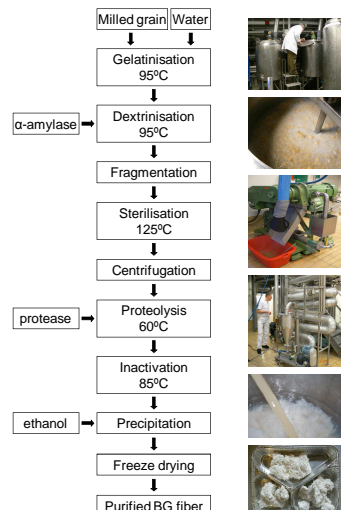 Milled grain Water
Gelatinisation
95ºC
α-amylase Dextrinisation
95ºC
Fragmentation
Sterilisation
125ºC
Centrifugation
protease Proteolysis
60ºC
Inactivation
85ºC
ethanol Precipitation
Freeze drying
Purified BG fiber